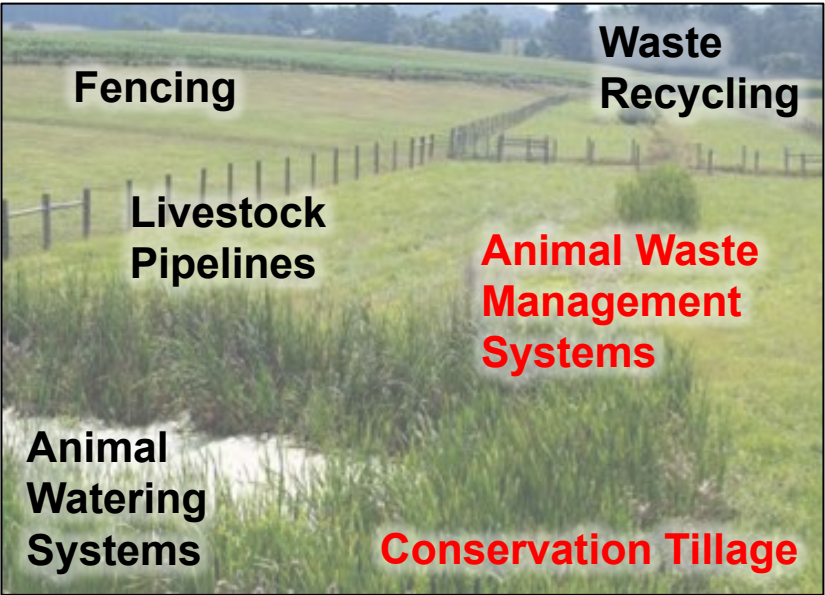 Fencing
Waste
Recycling
Livestock
Pipelines
Animal Waste
Management
Systems
Animal
Watering
Systems
Conservation Tillage